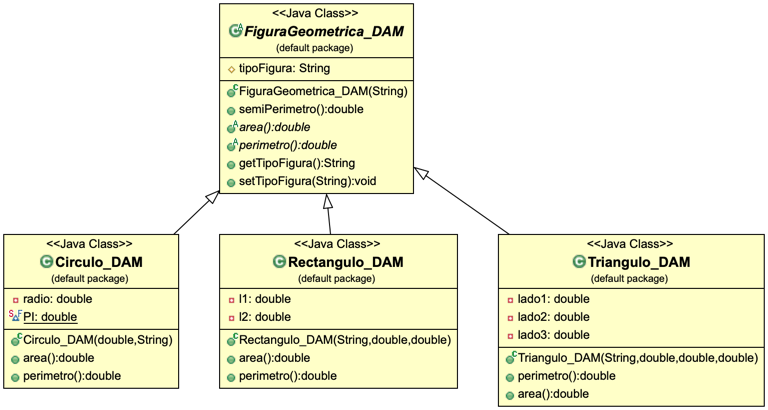 <<Java Class>>
FiguraGeometrica_DAM
(default package)
tipoFigura: String
FiguraGeometrica_DAM(String)
semiPerimetro():double
area():double
perimetro():double
getTipoFigura():String
setTipoFigura(String):void
<<Java Class>>
Circulo_DAM
(default package)
radio: double
PI: double
Circulo_DAM(double,String)
area():double
perimetro():double
<<Java Class>>
Rectangulo_DAM
(default package)
l1: double
l2: double
Rectangulo_DAM(String,double,double)
area():double
perimetro():double
<<Java Class>>
Triangulo_DAM
(default package)
lado1: double
lado2: double
lado3: double
Triangulo_DAM(String,double,double,double)
perimetro():double
area():double